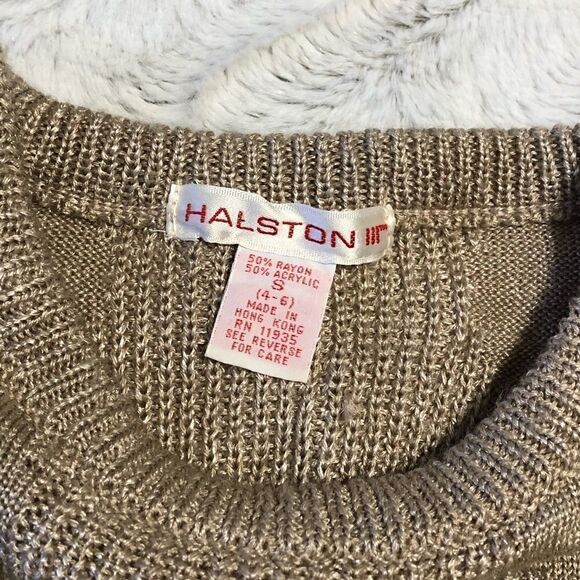 HALSTON III
50% RAYON
50% ACRYLIC
S
(4-6)
MADE IN
HONG KONG
RN 11935
SEE REVERSE
FOR CARE